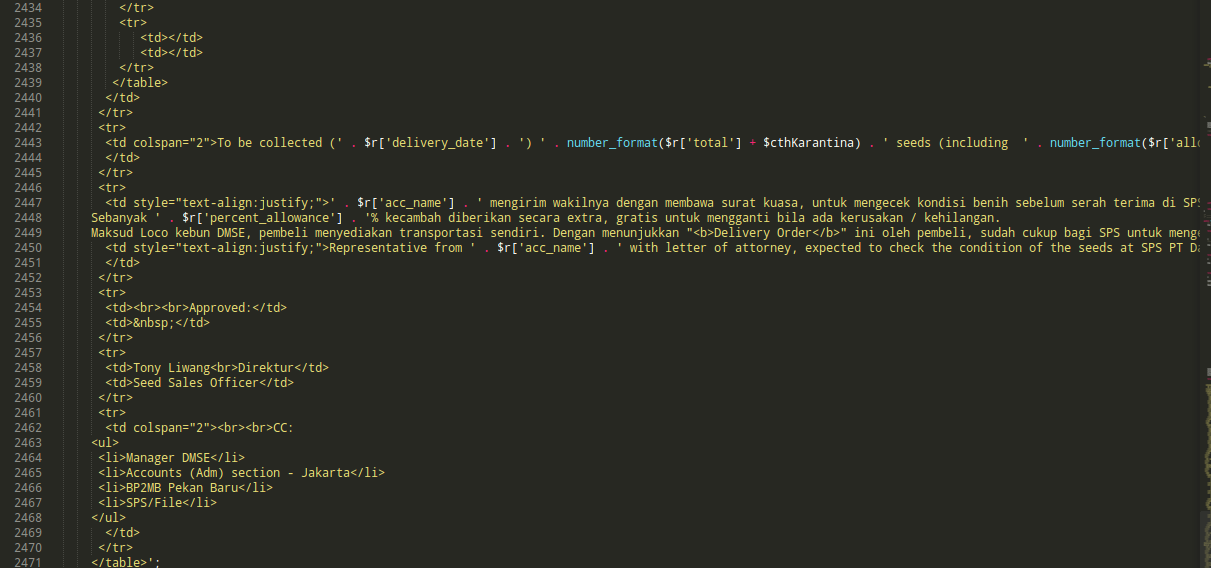 2434 </tr>
2435 <tr>
2436 <td></td>
2437 <td></td>
2438 </tr>
2439 </table>
2440 </td>
2441 </tr>
2442 <tr>
2443 <td colspan="2">To be collected (' . $r['delivery_date'] . ') ' . number_format($r['total'] + $cthKarantina) . ' seeds (including  ' . number_format($r['allo
2444 </td>
2445 </tr>
2446 <tr>
2447 <td style="text-align:justify;">' . $r['acc_name'] . ' mengirim wakilnya dengan membawa surat kuasa, untuk mengecek kondisi benih sebelum serah terima di SPS
2448 Sebanyak ' . $r['percent_allowance'] . '% kecambah diberikan secara extra, gratis untuk mengganti bila ada kerusakan / kehilangan.
2449 Maksud Loco kebun DMSE, pembeli menyediakan transportasi sendiri. Dengan menunjukkan "<b>Delivery Order</b>" ini oleh pembeli, sudah cukup bagi SPS untuk menge
2450 <td style="text-align:justify;">Representative from ' . $r['acc_name'] . ' with letter of attorney, expected to check the condition of the seeds at SPS PT Da
2451 </td>
2452 </tr>
2453 <tr>
2454 <td><br><br>Approved:</td>
2455 <td>&nbsp;</td>
2456 </tr>
2457 <tr>
2458 <td>Tony Liwang<br>Direktur</td>
2459 <td>Seed Sales Officer</td>
2460 </tr>
2461 <tr>
2462 <td colspan="2"><br><br>CC:
2463 <ul>
2464 <li>Manager DMSE</li>
2465 <li>Accounts (Adm) section - Jakarta</li>
2466 <li>BP2MB Pekan Baru</li>
2467 <li>SPS/File</li>
2468 </ul>
2469 </td>
2470 </tr>
2471 </table>';